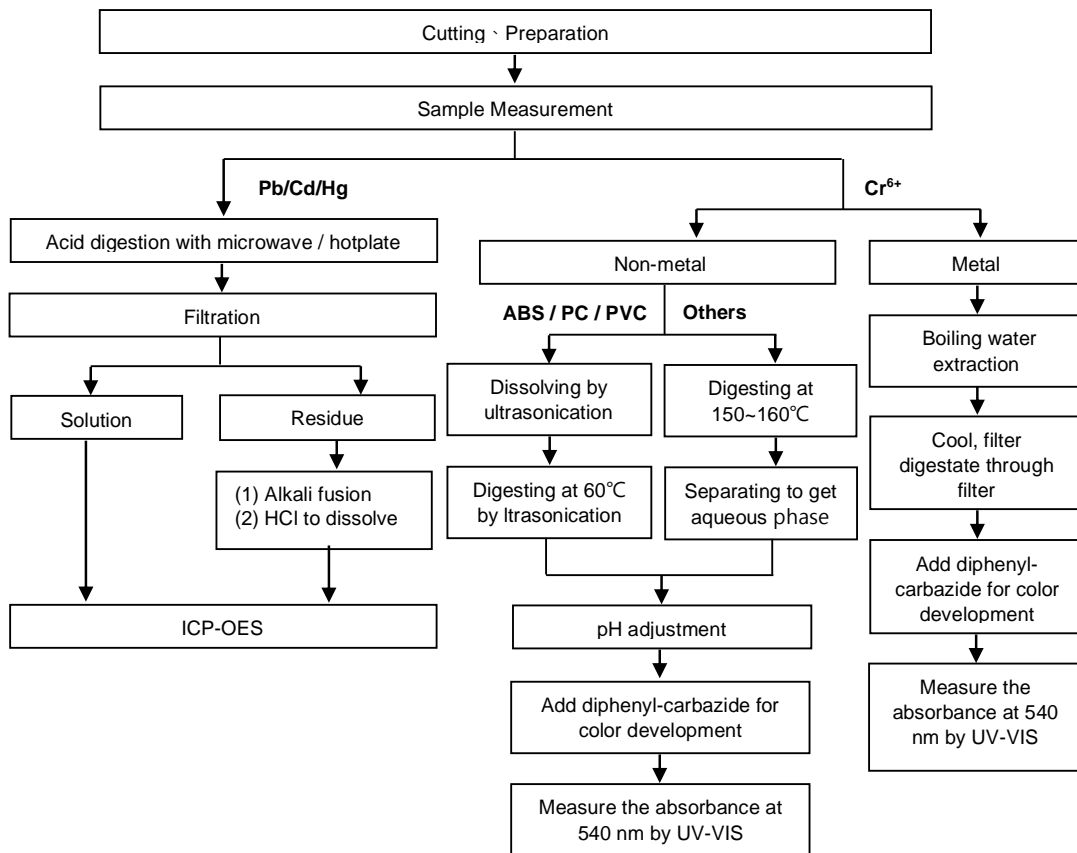 Cutting、Preparation
Sample Measurement
Pb/Cd/Hg
Acid digestion with microwave / hotplate
Filtration
Solution
Residue
(1) Alkali fusion
(2) HCl to dissolve
ICP-OES
Cr6+
Non-metal
ABS / PC / PVC
Others
Dissolving by
ultrasonication
Digesting at 60℃
by ltrasonication
Digesting at
150~160℃
Separating to get
aqueous phase
pH adjustment
Add diphenyl-carbazide for
color development
Measure the absorbance at
540 nm by UV-VIS
Metal
Boiling water
extraction
Cool, filter
digestate through
filter
Add diphenyl-
carbazide for color
development
Measure the
absorbance at 540
nm by UV-VIS